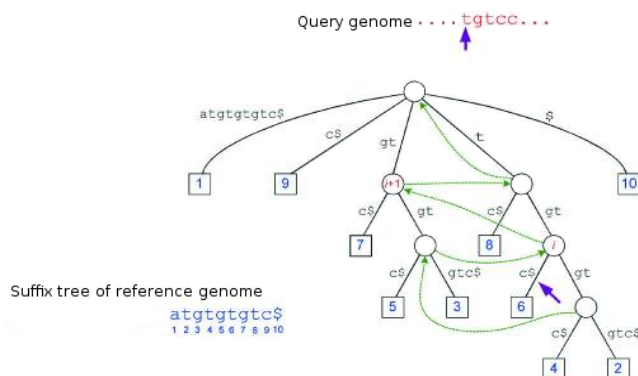 Query genome ....tgtcc...
atgtgtgtc$
c$
gt
t
$
1
9
i+1
10
c$
gt
c$
gt
7
8
i
c$
gtc$
c$
gt
5
3
6
Suffix tree of reference genome
atgtgtgtc$
1 2 3 4 5 6 7 8 9 10
c$
gtc$
4
2